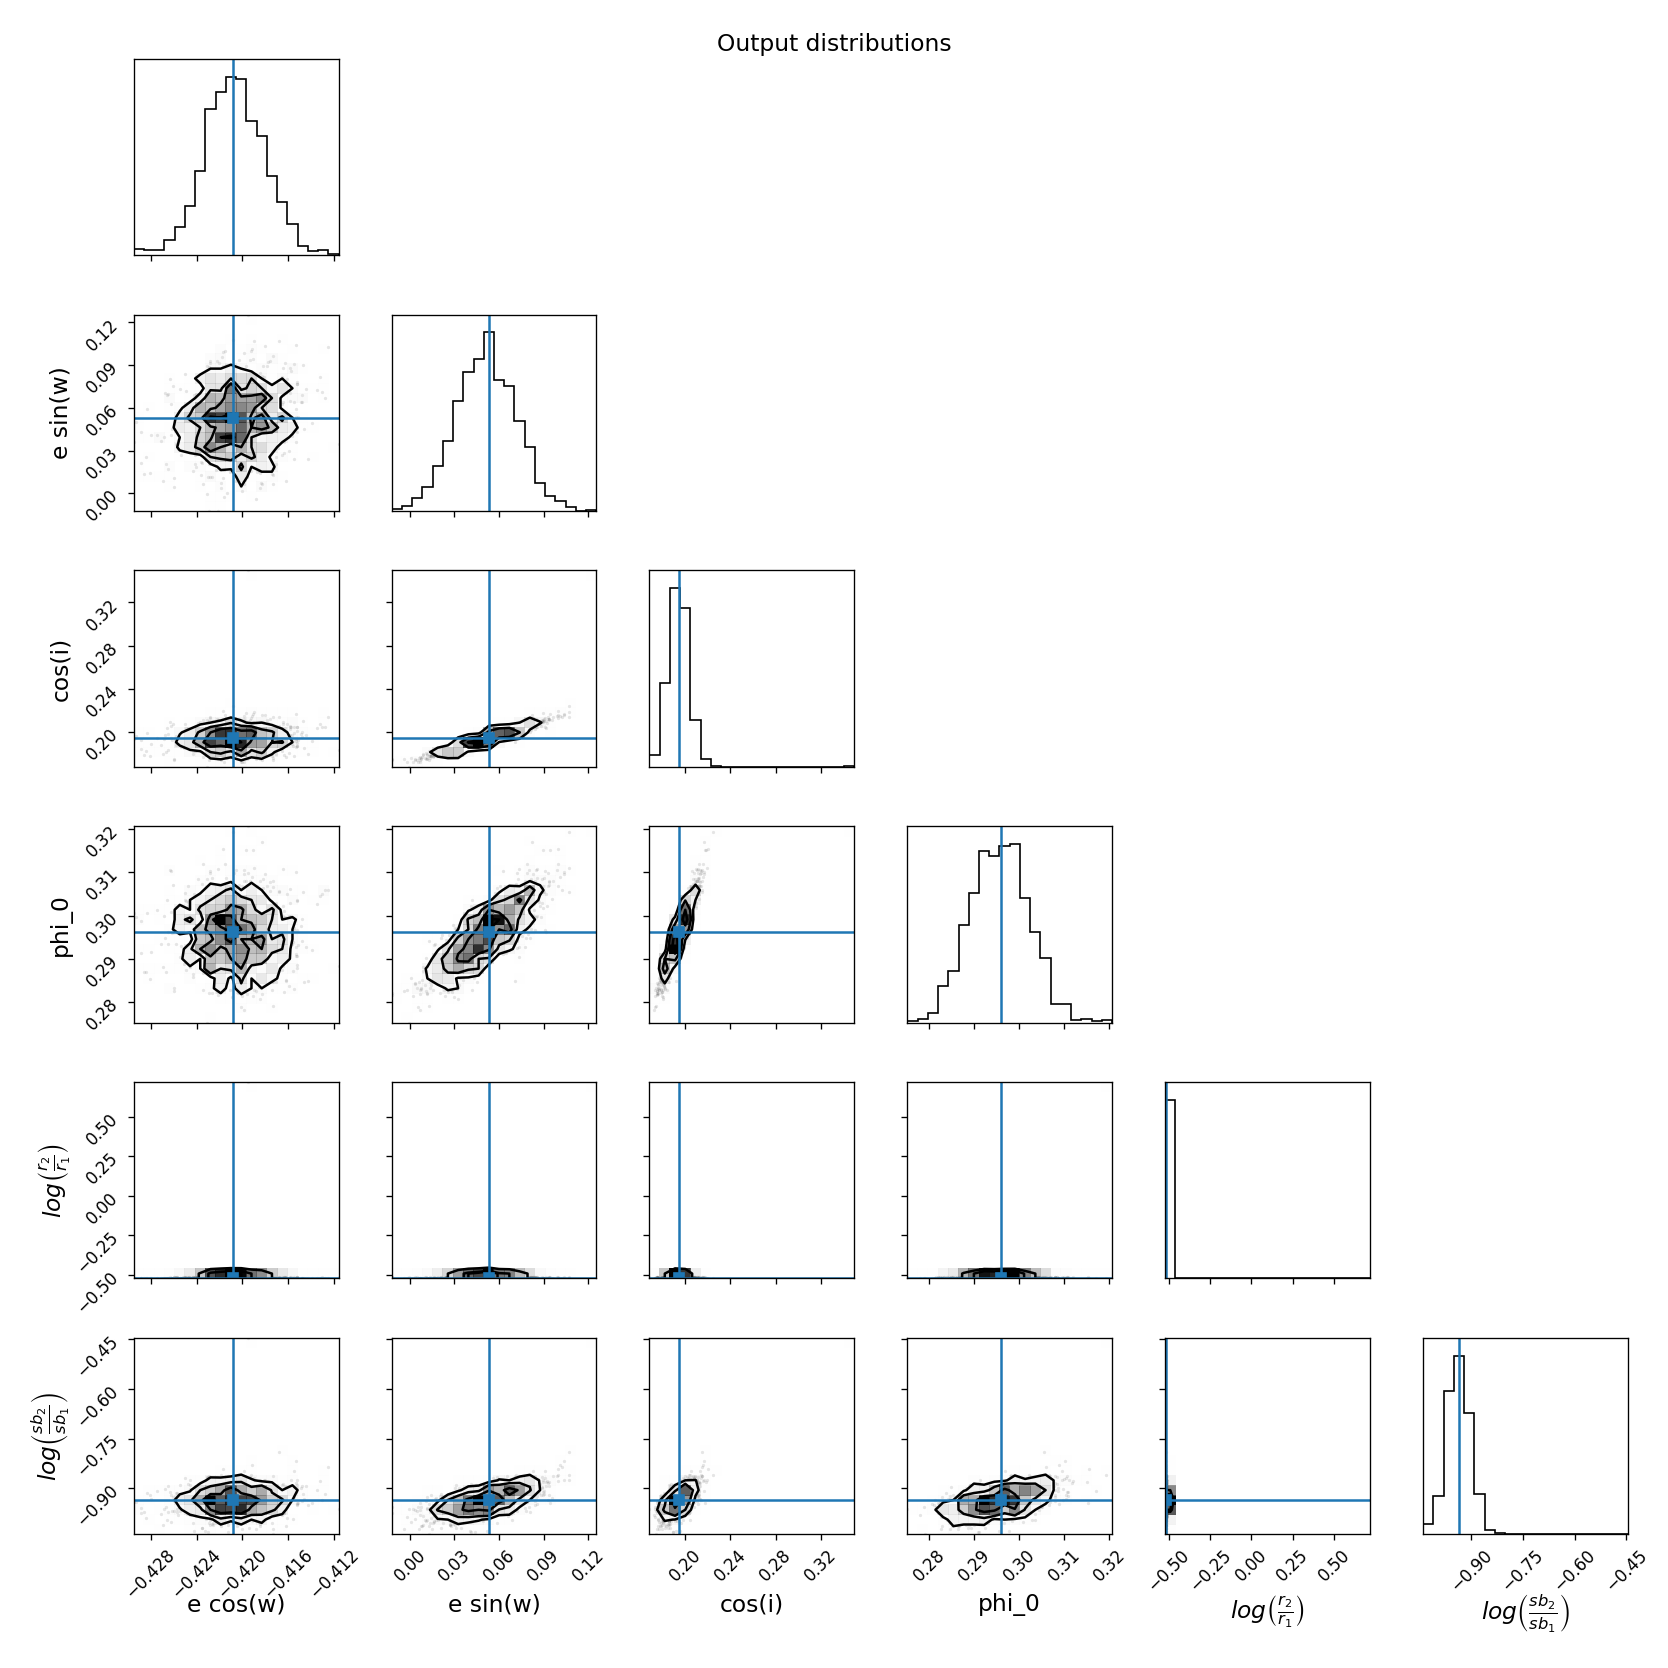 Output distributions
e sin(w)
0.12
0.09
0.06
0.03
0.00
cos(i)
0.32
0.28
0.24
0.20
phi_0
0.32
0.31
0.30
0.29
0.28
log(r2/r1)
0.50
0.25
0.00
−0.25
−0.50
log(sb2/sb1)
−0.45
−0.60
−0.75
−0.90
−0.428 −0.424 −0.420 −0.416 −0.412
0.00 0.03 0.06 0.09 0.12
0.20 0.24 0.28 0.32
0.28 0.29 0.30 0.31 0.32
−0.50 −0.25 0.00 0.25 0.50
−0.90 −0.75 −0.60 −0.45
e cos(w)
e sin(w)
cos(i)
phi_0
log(r2/r1)
log(sb2/sb1)